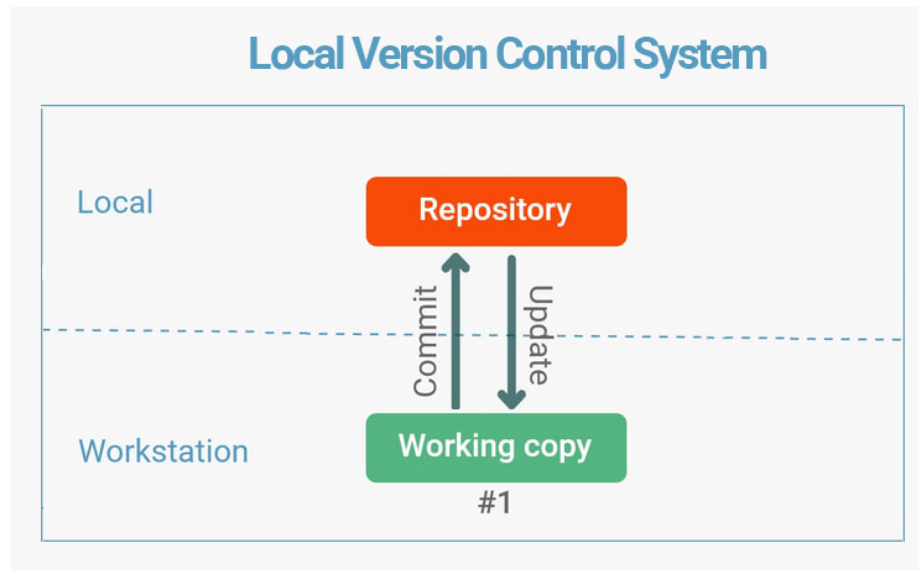 Local Version Control System
Local
Repository
Commit
Update
Workstation
Working copy
#1